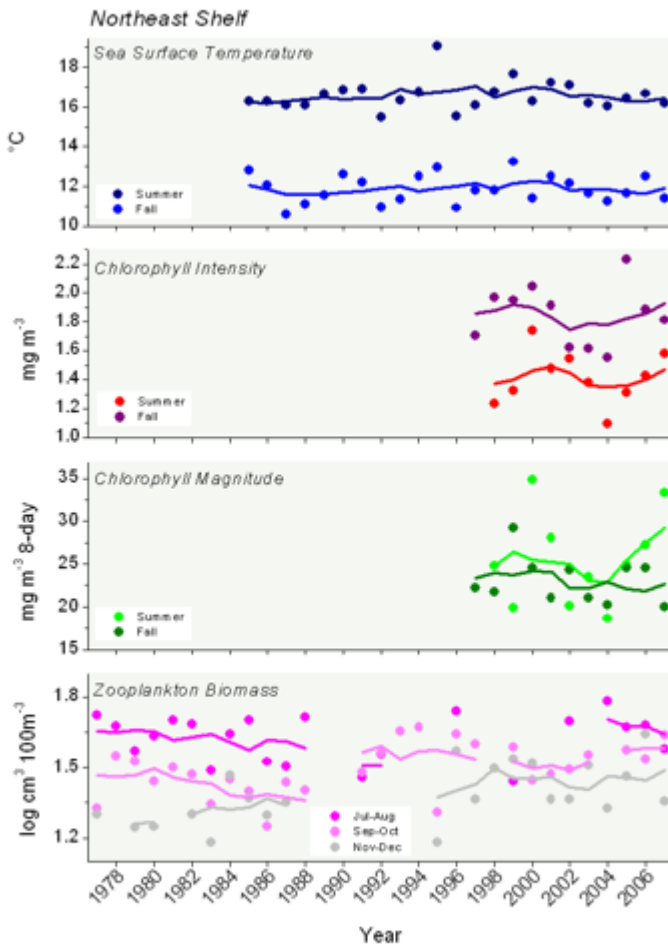 Northeast Shelf
Sea Surface Temperature
18
16
14
12
10
°C
Summer
Fall
Chlorophyll Intensity
2.2
2.0
1.8
1.6
1.4
1.2
1.0
mg m⁻³
Summer
Fall
Chlorophyll Magnitude
35
30
25
20
15
mg m⁻³ 8-day
Summer
Fall
Zooplankton Biomass
1.8
1.5
1.2
log cm³ 100m⁻³
Jul-Aug
Sep-Oct
Nov-Dec
1978 1980 1982 1984 1986 1988 1990 1992 1994 1996 1998 2000 2002 2004 2006
Year